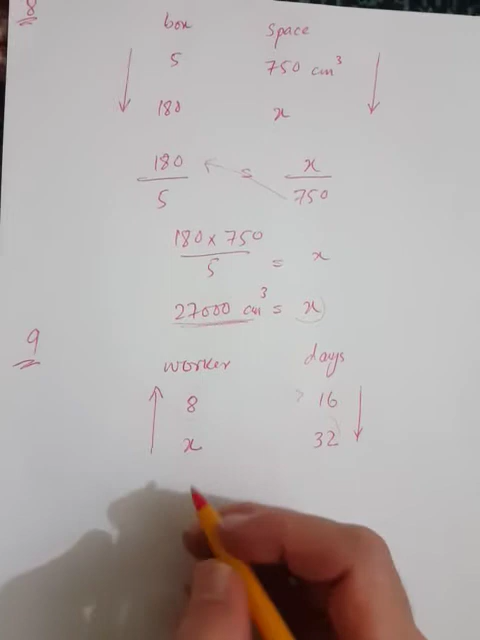 8
box space
5 750 cm³
180 x
180/5 = x/750
180 x 750/5 = x
27000 cm³ = x
9
worker days
8 16
x 32